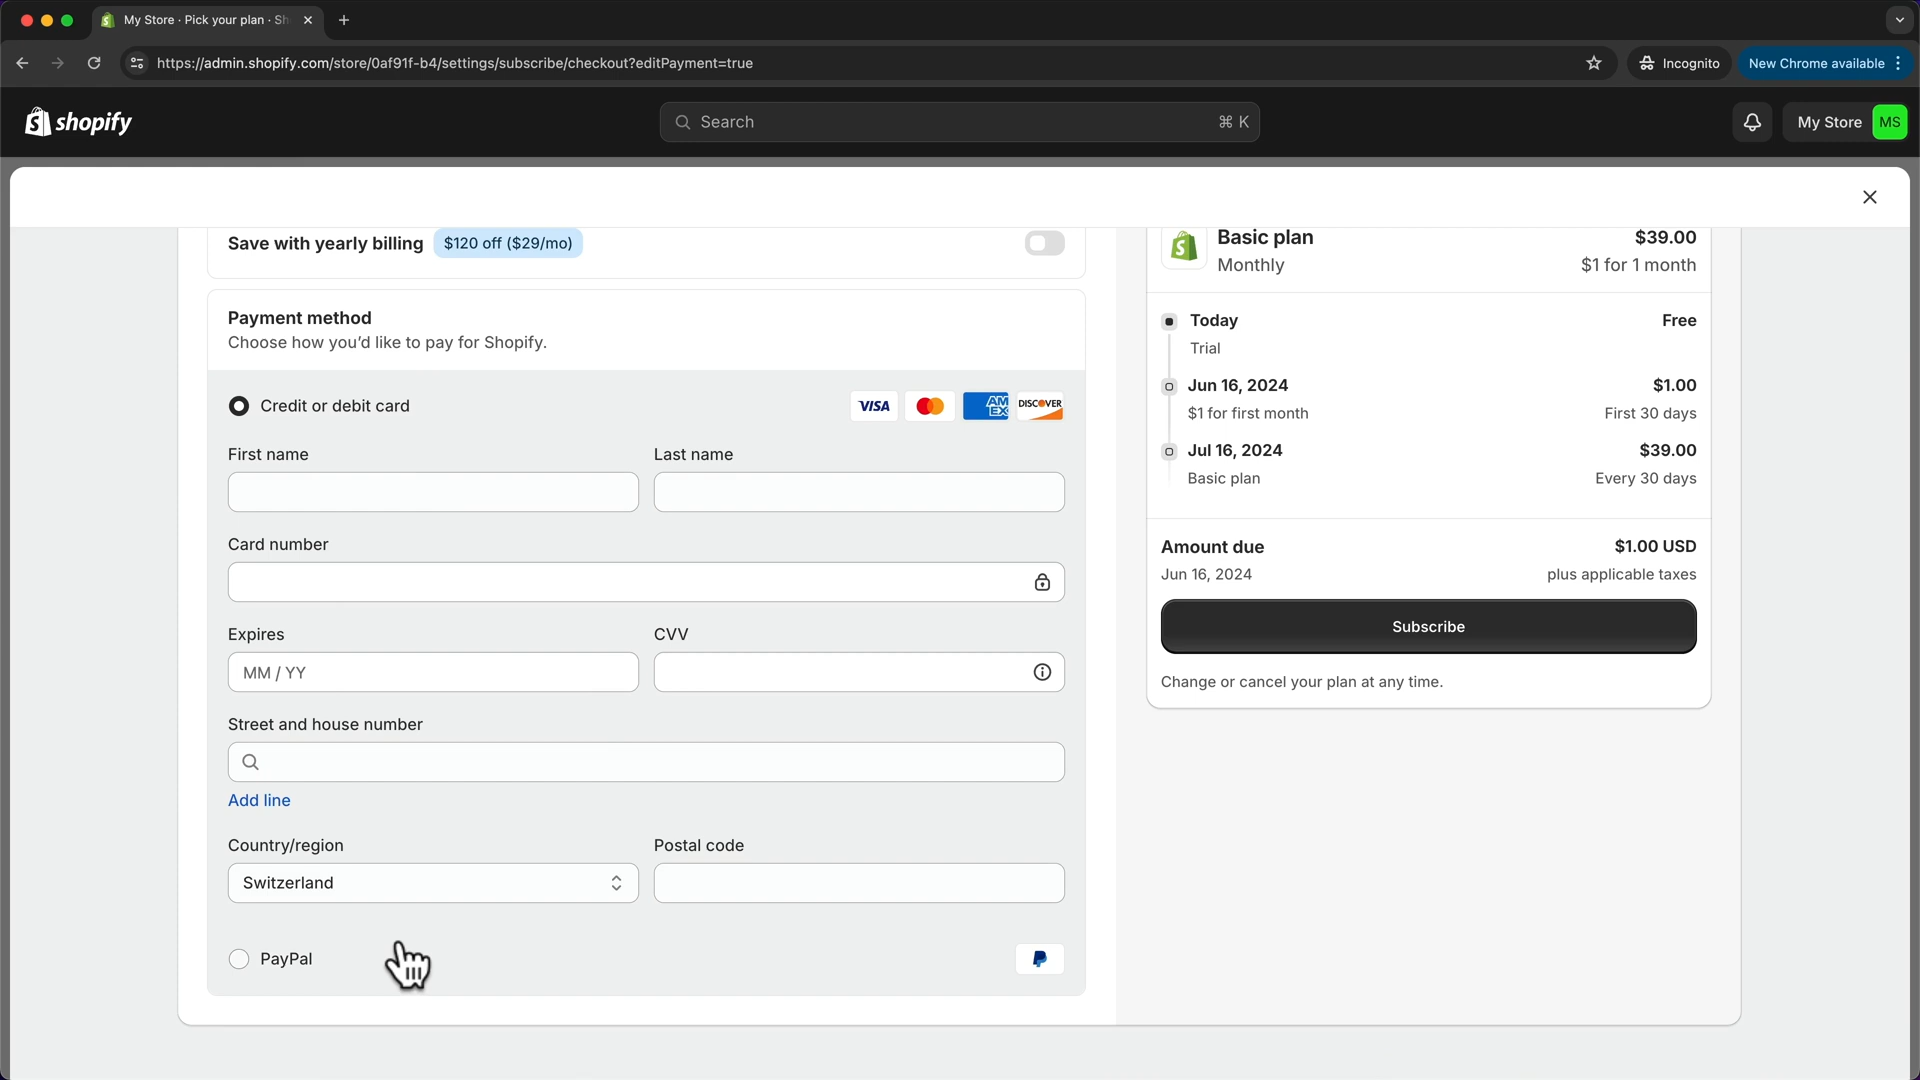 My Store · Pick your plan · Sh
https://admin.shopify.com/store/0af91f-b4/settings/subscribe/checkout?editPayment=true
Incognito
New Chrome available
shopify
Search
⌘ K
My Store
MS
Save with yearly billing
$120 off ($29/mo)
Payment method
Choose how you’d like to pay for Shopify.
Credit or debit card
VISA
AM
EX
DISCOVER
First name
Last name
Card number
Expires
CVV
MM / YY
Street and house number
Add line
Country/region
Postal code
Switzerland
PayPal
Basic plan
$39.00
Monthly
$1 for 1 month
Today
Free
Trial
Jun 16, 2024
$1.00
$1 for first month
First 30 days
Jul 16, 2024
$39.00
Basic plan
Every 30 days
Amount due
$1.00 USD
Jun 16, 2024
plus applicable taxes
Subscribe
Change or cancel your plan at any time.